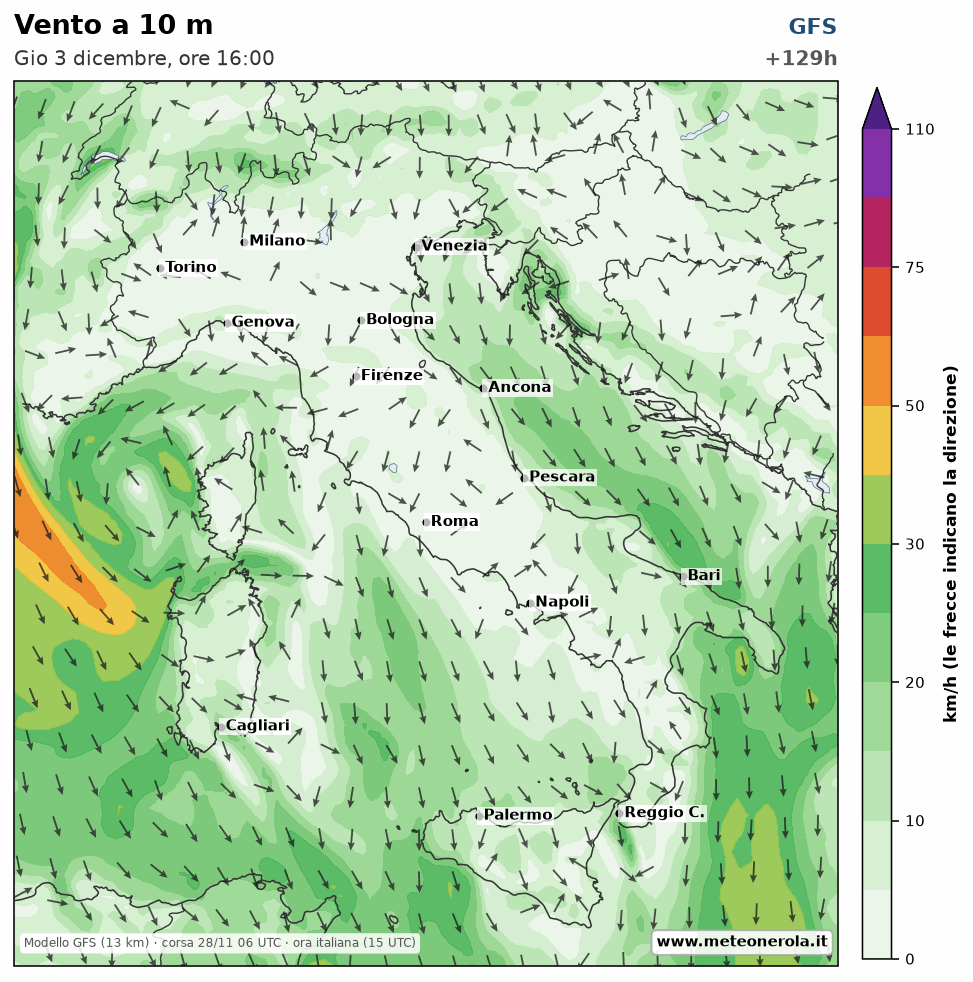 Vento a 10 m
GFS
Gio 3 dicembre, ore 16:00
+129h
Milano
Venezia
Torino
Genova
Bologna
Firenze
Ancona
Pescara
Roma
Bari
Napoli
Cagliari
Palermo
Reggio C.
110
75
50
30
20
10
0
km/h (le frecce indicano la direzione)
Modello GFS (13 km) · corsa 28/11 06 UTC · ora italiana (15 UTC)
www.meteonerola.it